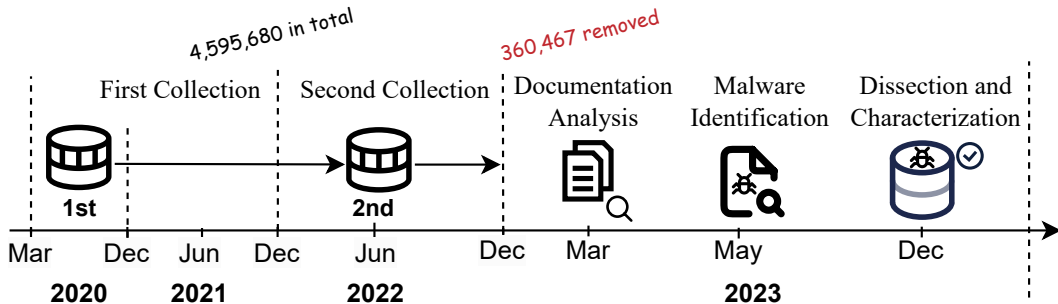 4,595,680 in total
360,467 removed
First Collection
Second Collection
Documentation
Analysis
Malware
Identification
Dissection and
Characterization
1st
2nd
Mar
Dec
Jun
Dec
Jun
Dec
Mar
May
Dec
2020
2021
2022
2023